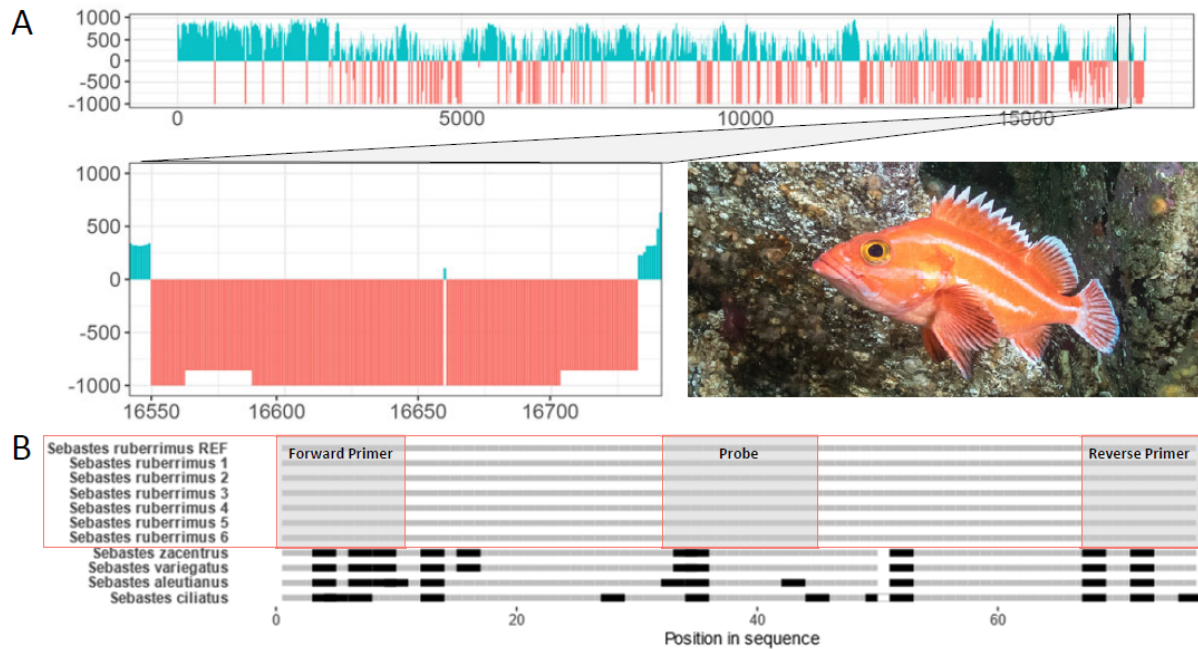 A
1000
500
0
-500
-1000
0 5000 10000 15000
1000
500
0
-500
-1000
16550 16600 16650 16700
B
Sebastes ruberrimus REF
Sebastes ruberrimus 1
Sebastes ruberrimus 2
Sebastes ruberrimus 3
Sebastes ruberrimus 4
Sebastes ruberrimus 5
Sebastes ruberrimus 6
Sebastes zacentrus
Sebastes variegatus
Sebastes aleutianus
Sebastes ciliatus
Forward Primer Probe Reverse Primer
0 20 40 60
Position in sequence